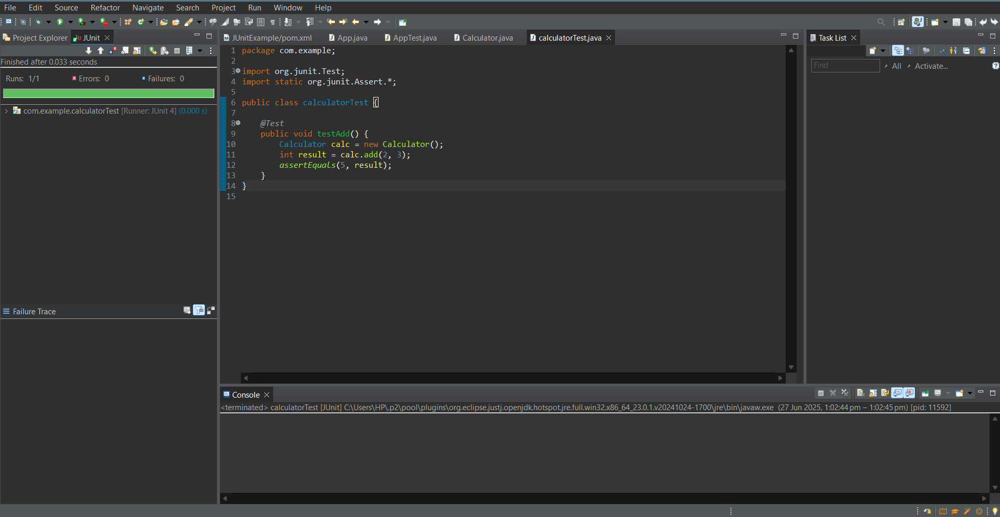 File Edit Source Refactor Navigate Search Project Run Window Help
Project Explorer JUnit
Finished after 0.033 seconds
Runs: 1/1 Errors: 0 Failures: 0
com.example.calculatorTest [Runner: JUnit 4] (0.000 s)
Failure Trace
JUnitExample/pom.xml App.java AppTest.java Calculator.java calculatorTest.java
1 package com.example;
2
3 import org.junit.Test;
4 import static org.junit.Assert.*;
5
6 public class calculatorTest {
7
8 @Test
9 public void testAdd() {
10 Calculator calc = new Calculator();
11 int result = calc.add(2, 3);
12 assertEquals(5, result);
13 }
14 }
15
Task List
Find All Activate...
Console
<terminated> calculatorTest [JUnit] C:\Users\HP\.p2\pool\plugins\org.eclipse.justj.openjdk.hotspot.jre.full.win32.x86_64_23.0.1.v20241024-1700\jre\bin\javaw.exe (27 Jun 2025, 1:02:44 pm – 1:02:45 pm) [pid: 11592]